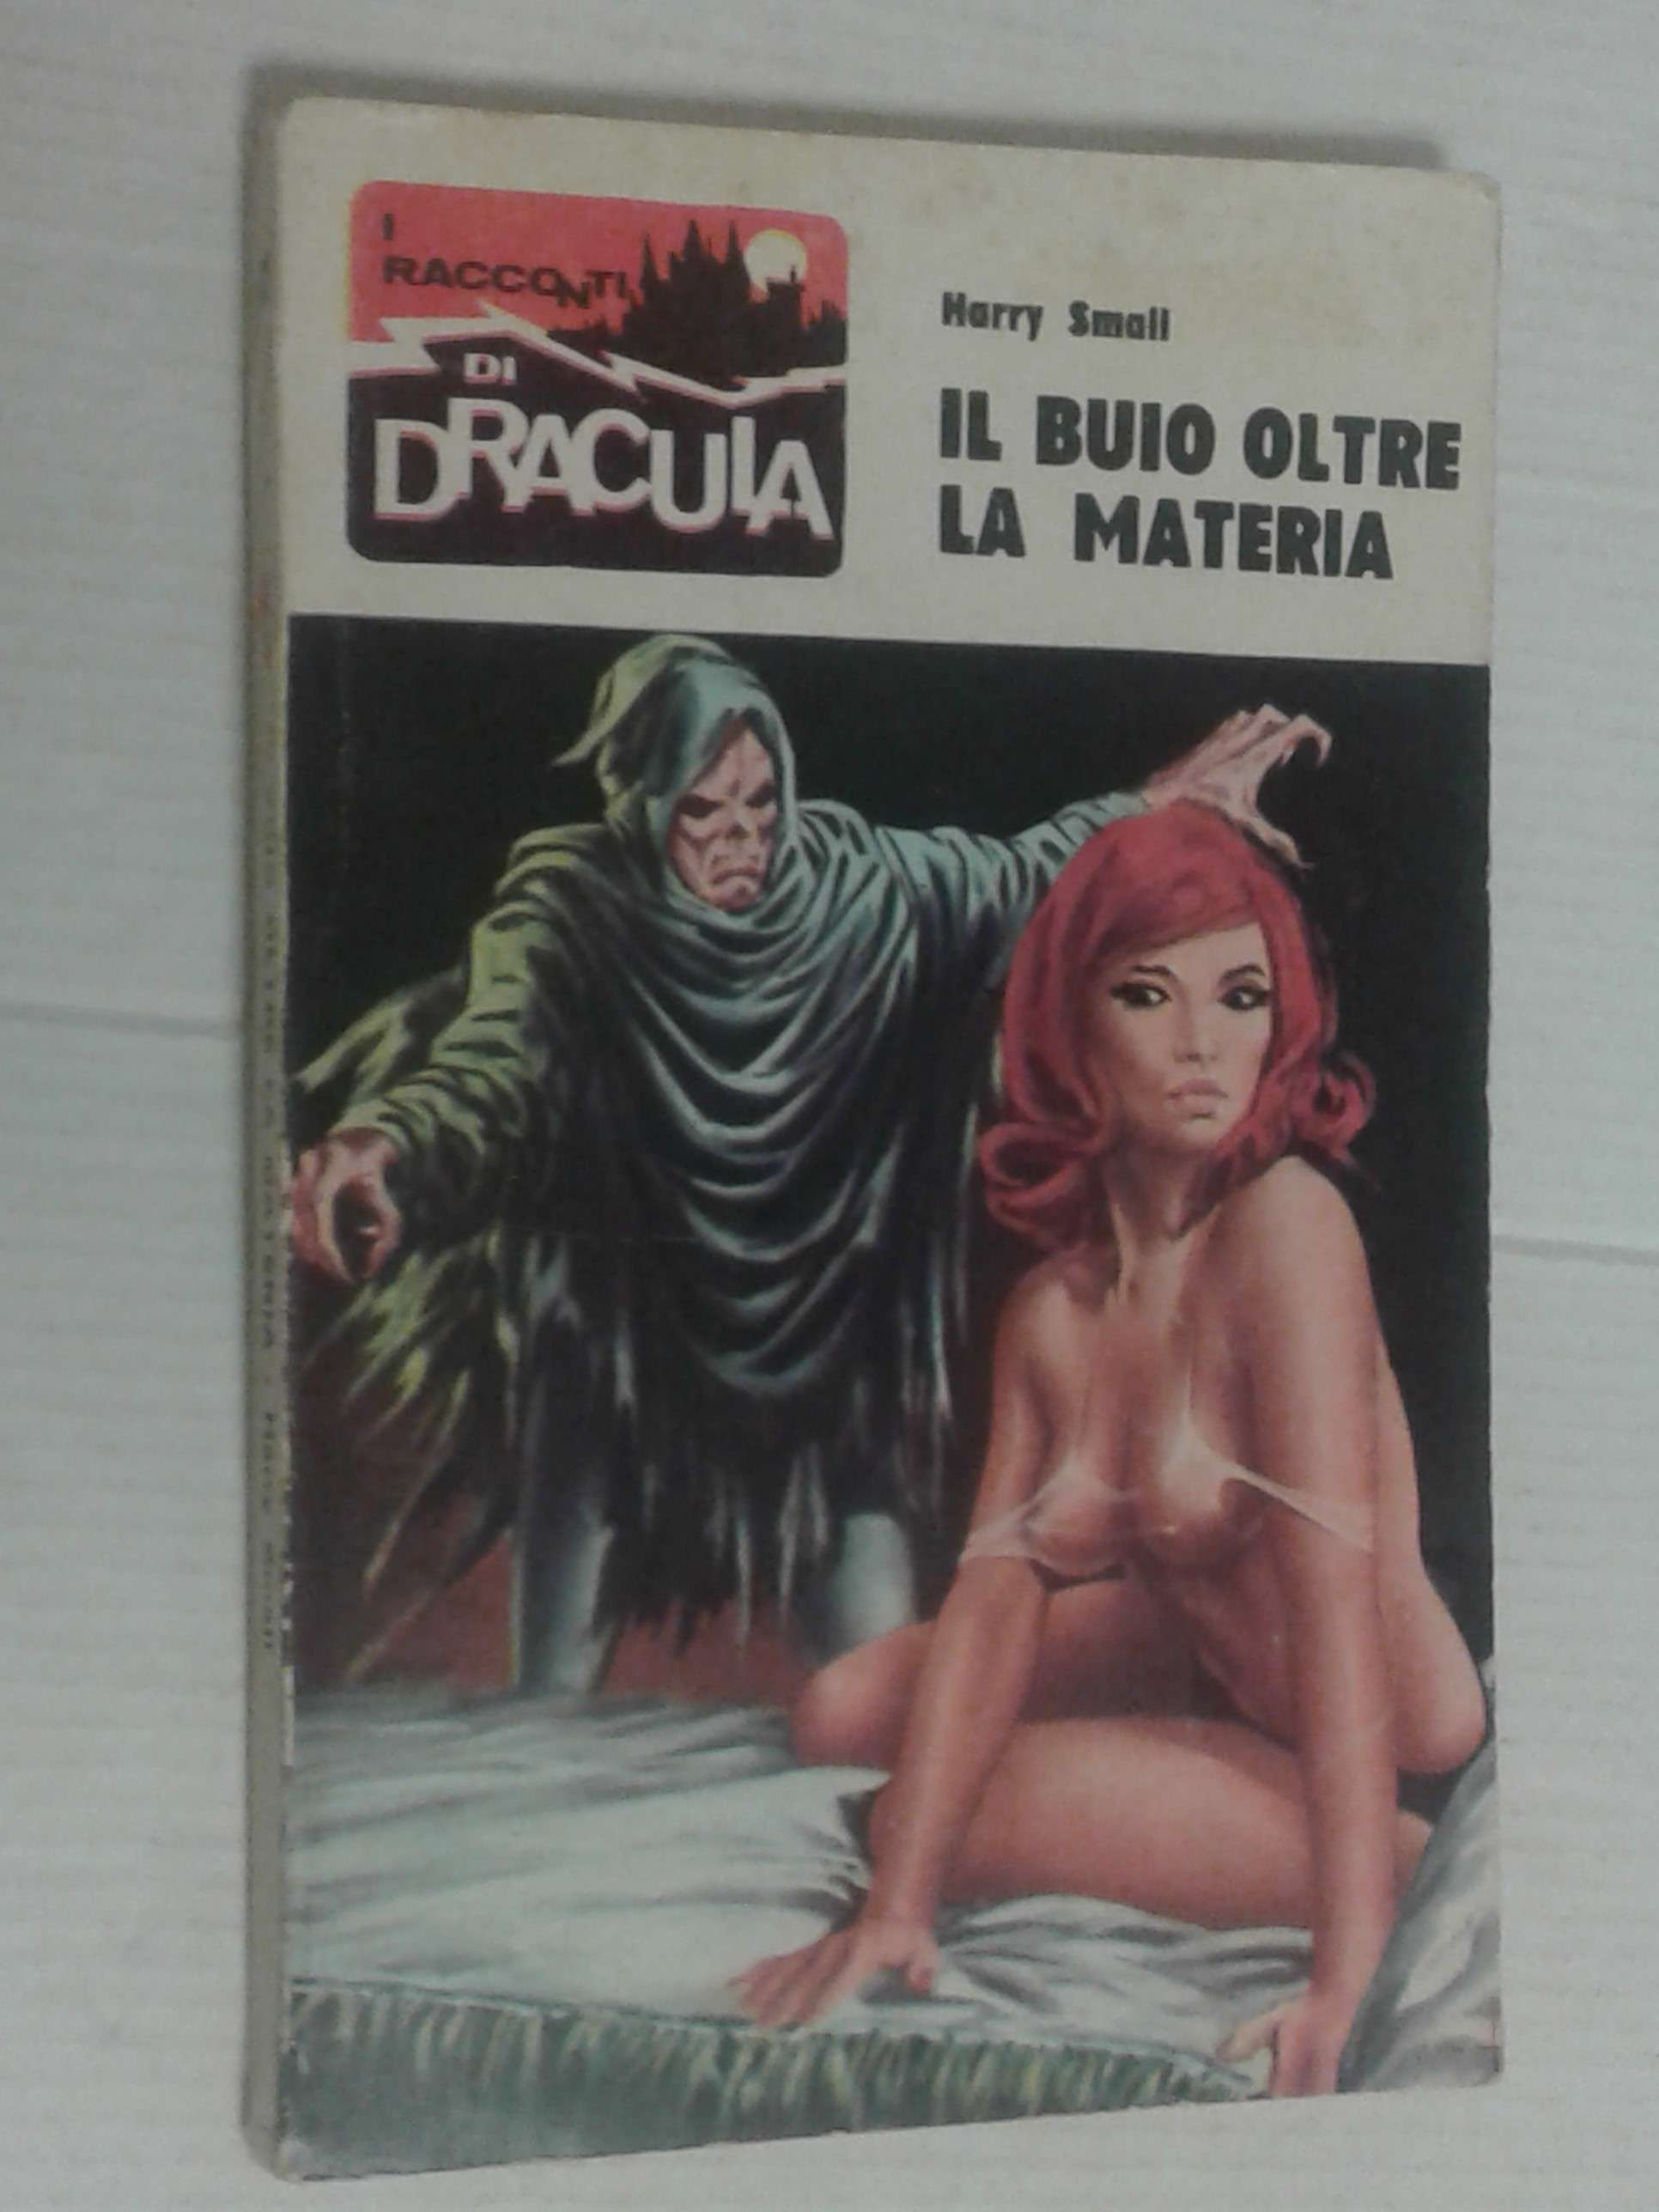 I
RACCONTI
DI
DRACULA
Harry Small
IL BUIO OLTRE
LA MATERIA